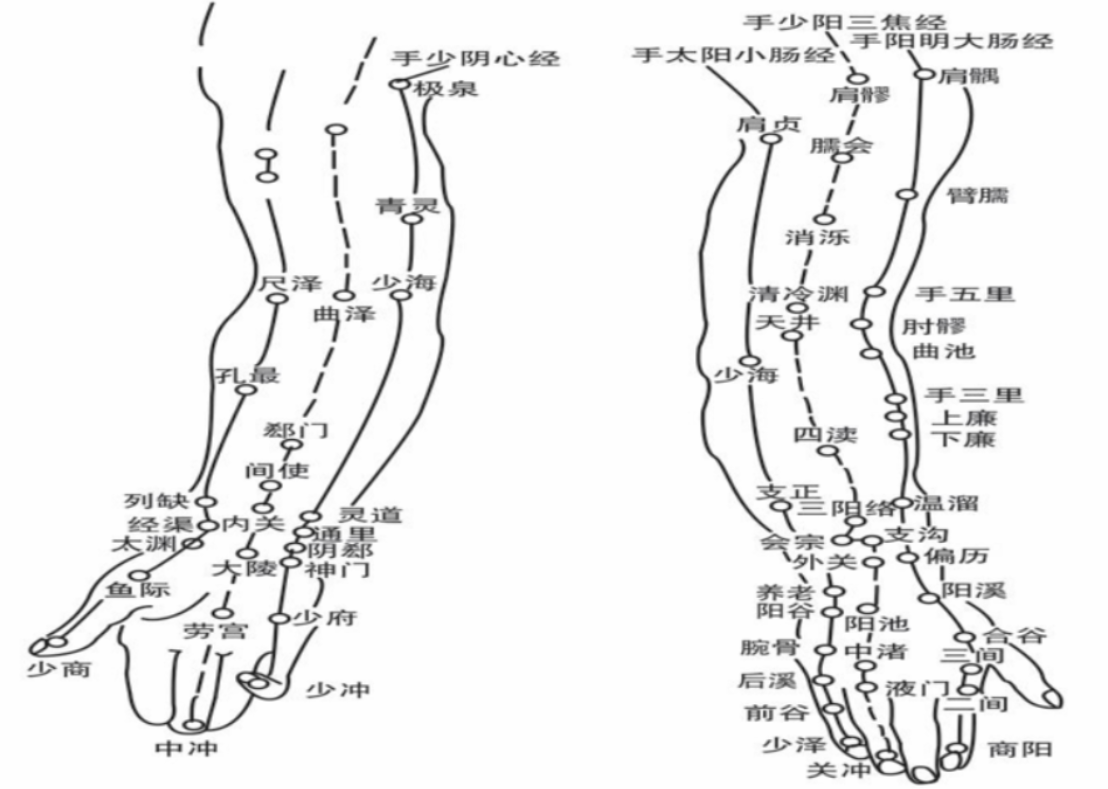 手少阴心经
极泉
青灵
尺泽
少海
曲泽
孔最
郄门
间使
列缺
灵道
经渠
内关
通里
太渊
阴郄
大陵
神门
鱼际
少府
劳宫
少商
少冲
中冲
手少阳三焦经
手阳明大肠经
手太阳小肠经
肩髃
肩髎
肩贞
臑会
臂臑
消泺
清冷渊
手五里
天井
肘髎
曲池
少海
手三里
上廉
四渎
下廉
支正
温溜
三阳络
支沟
会宗
偏历
外关
养老
阳溪
阳谷
阳池
合谷
腕骨
中渚
三间
后溪
液门
二间
前谷
少泽
商阳
关冲